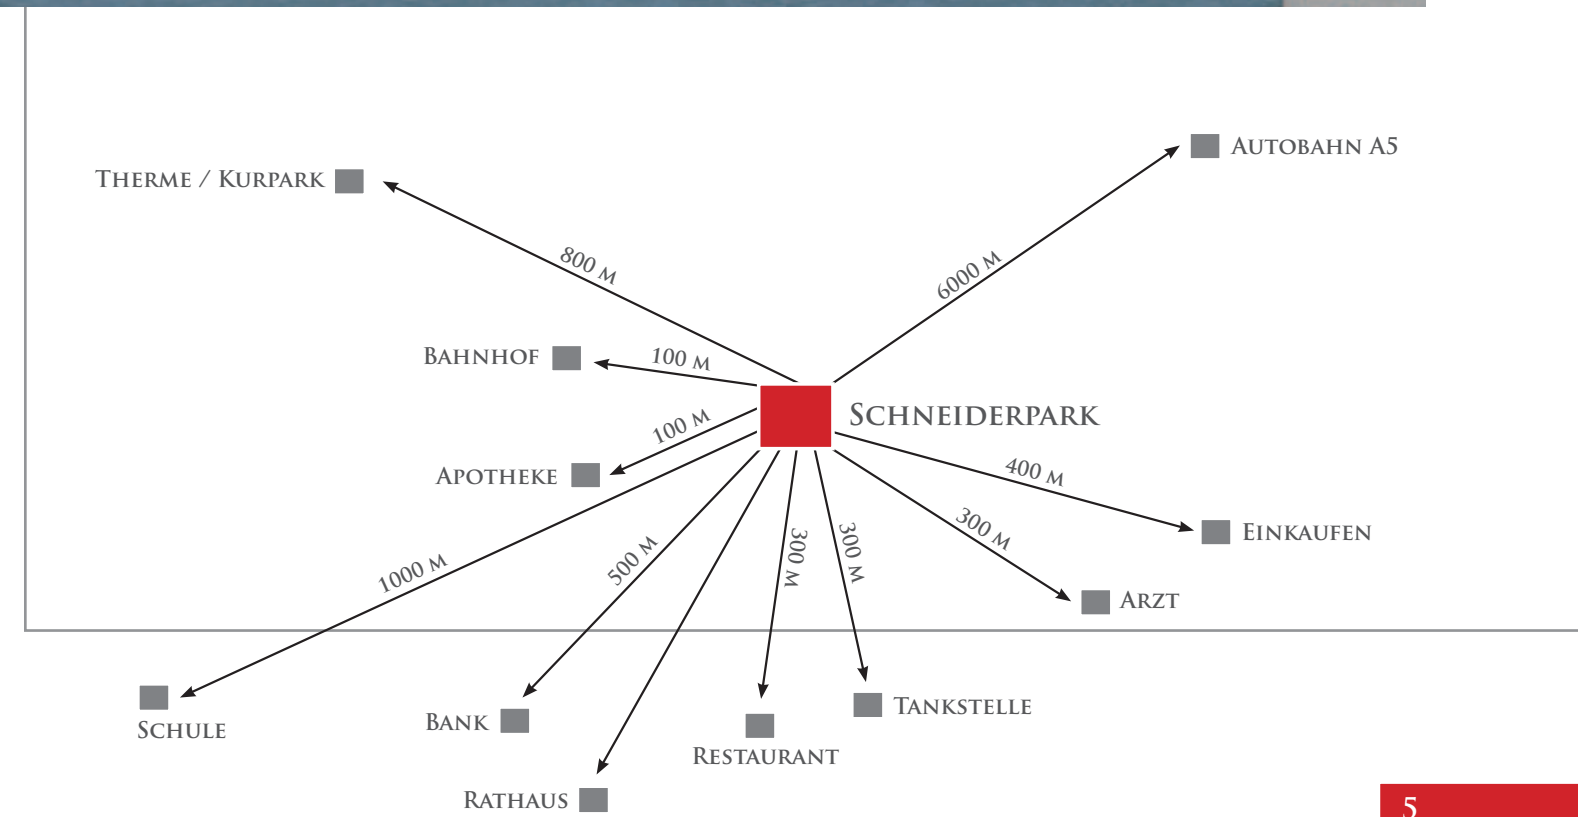 Autobahn A5
Therme / Kurpark
800 m
6000 m
Bahnhof
100 m
Schneiderpark
100 m
Apotheke
400 m
300 m
Einkaufen
500 m
300 m
300 m
1000 m
Arzt
Schule
Bank
Tankstelle
Restaurant
Rathaus
5